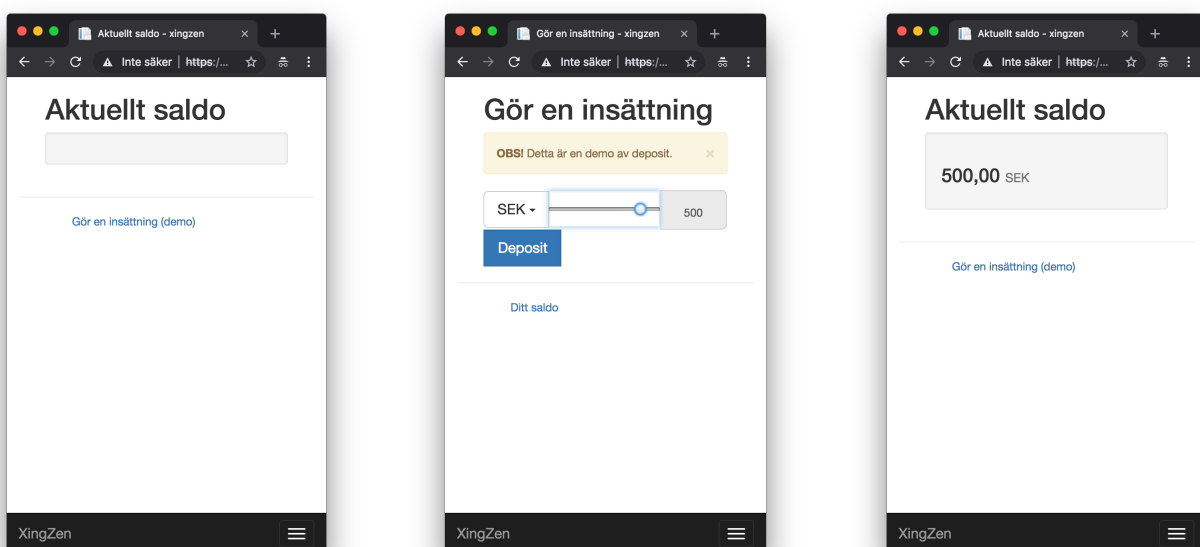 Aktuellt saldo - xingzen
Inte säker | https:/...
Aktuellt saldo
Gör en insättning (demo)
XingZen
Gör en insättning - xingzen
Inte säker | https:/...
Gör en insättning
OBS! Detta är en demo av deposit. ×
SEK 500
Deposit
Ditt saldo
XingZen
Aktuellt saldo - xingzen
Inte säker | https:/...
Aktuellt saldo
500,00 SEK
Gör en insättning (demo)
XingZen